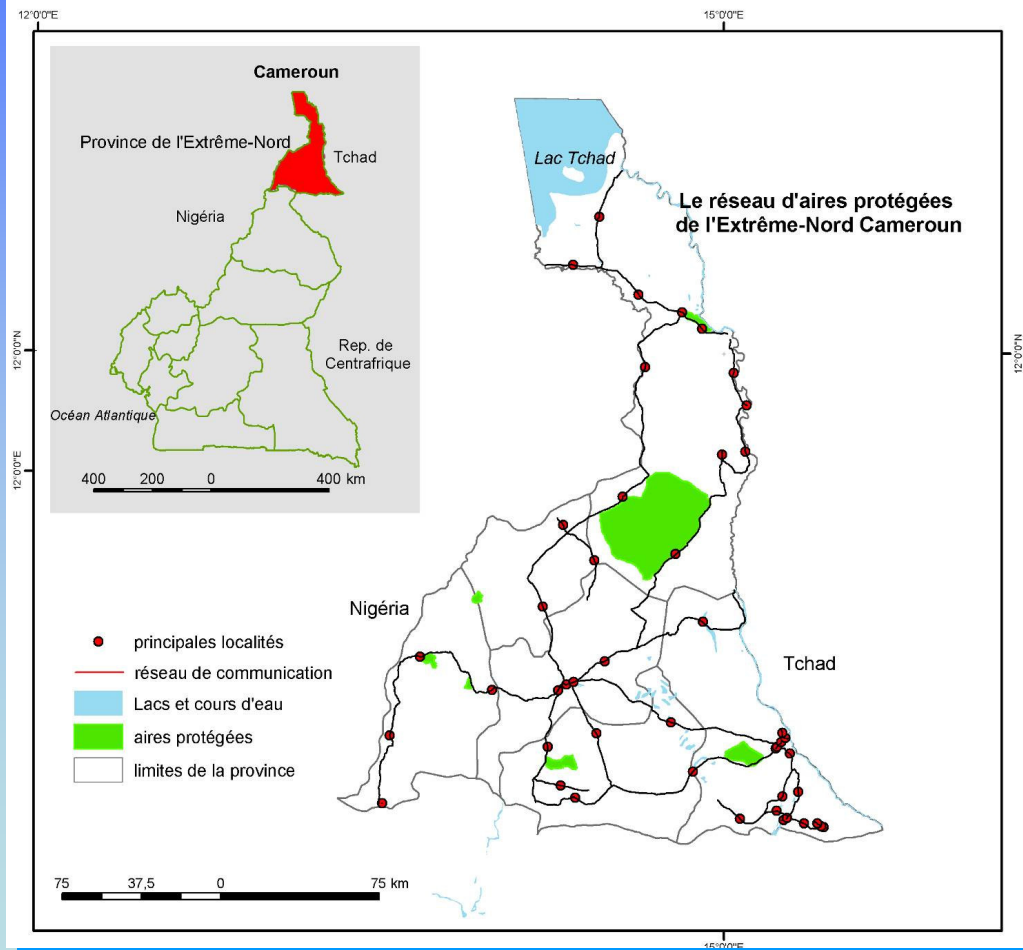 12°0'0"E
15°0'0"E
Cameroun
Province de l'Extrême-Nord
Tchad
Nigéria
Rep. de
Centrafrique
Océan Atlantique
400 200 0 400 km
Lac Tchad
Le réseau d'aires protégées
de l'Extrême-Nord Cameroun
12°0'0"N
12°0'0"E
12°0'0"N
Nigéria
Tchad
principales localités
réseau de communication
Lacs et cours d'eau
aires protégées
limites de la province
75 37,5 0 75 km
15°0'0"E